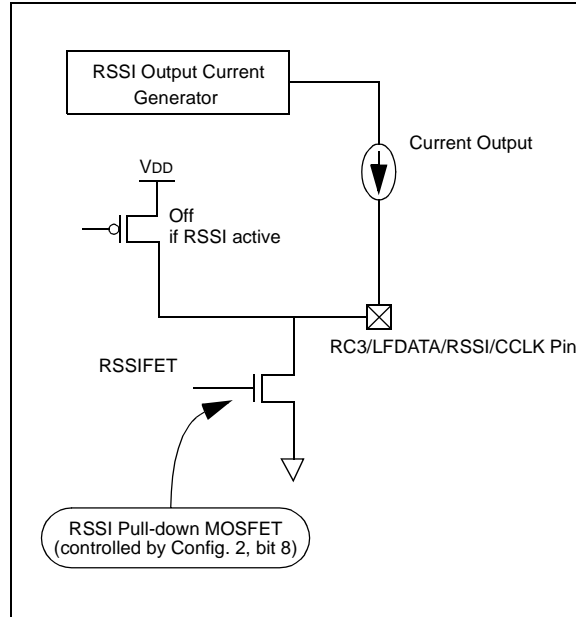 RSSI Output Current
Generator
Current Output
VDD
Off
if RSSI active
RC3/LFDATA/RSSI/CCLK Pin
RSSIFET
RSSI Pull-down MOSFET
(controlled by Config. 2, bit 8)